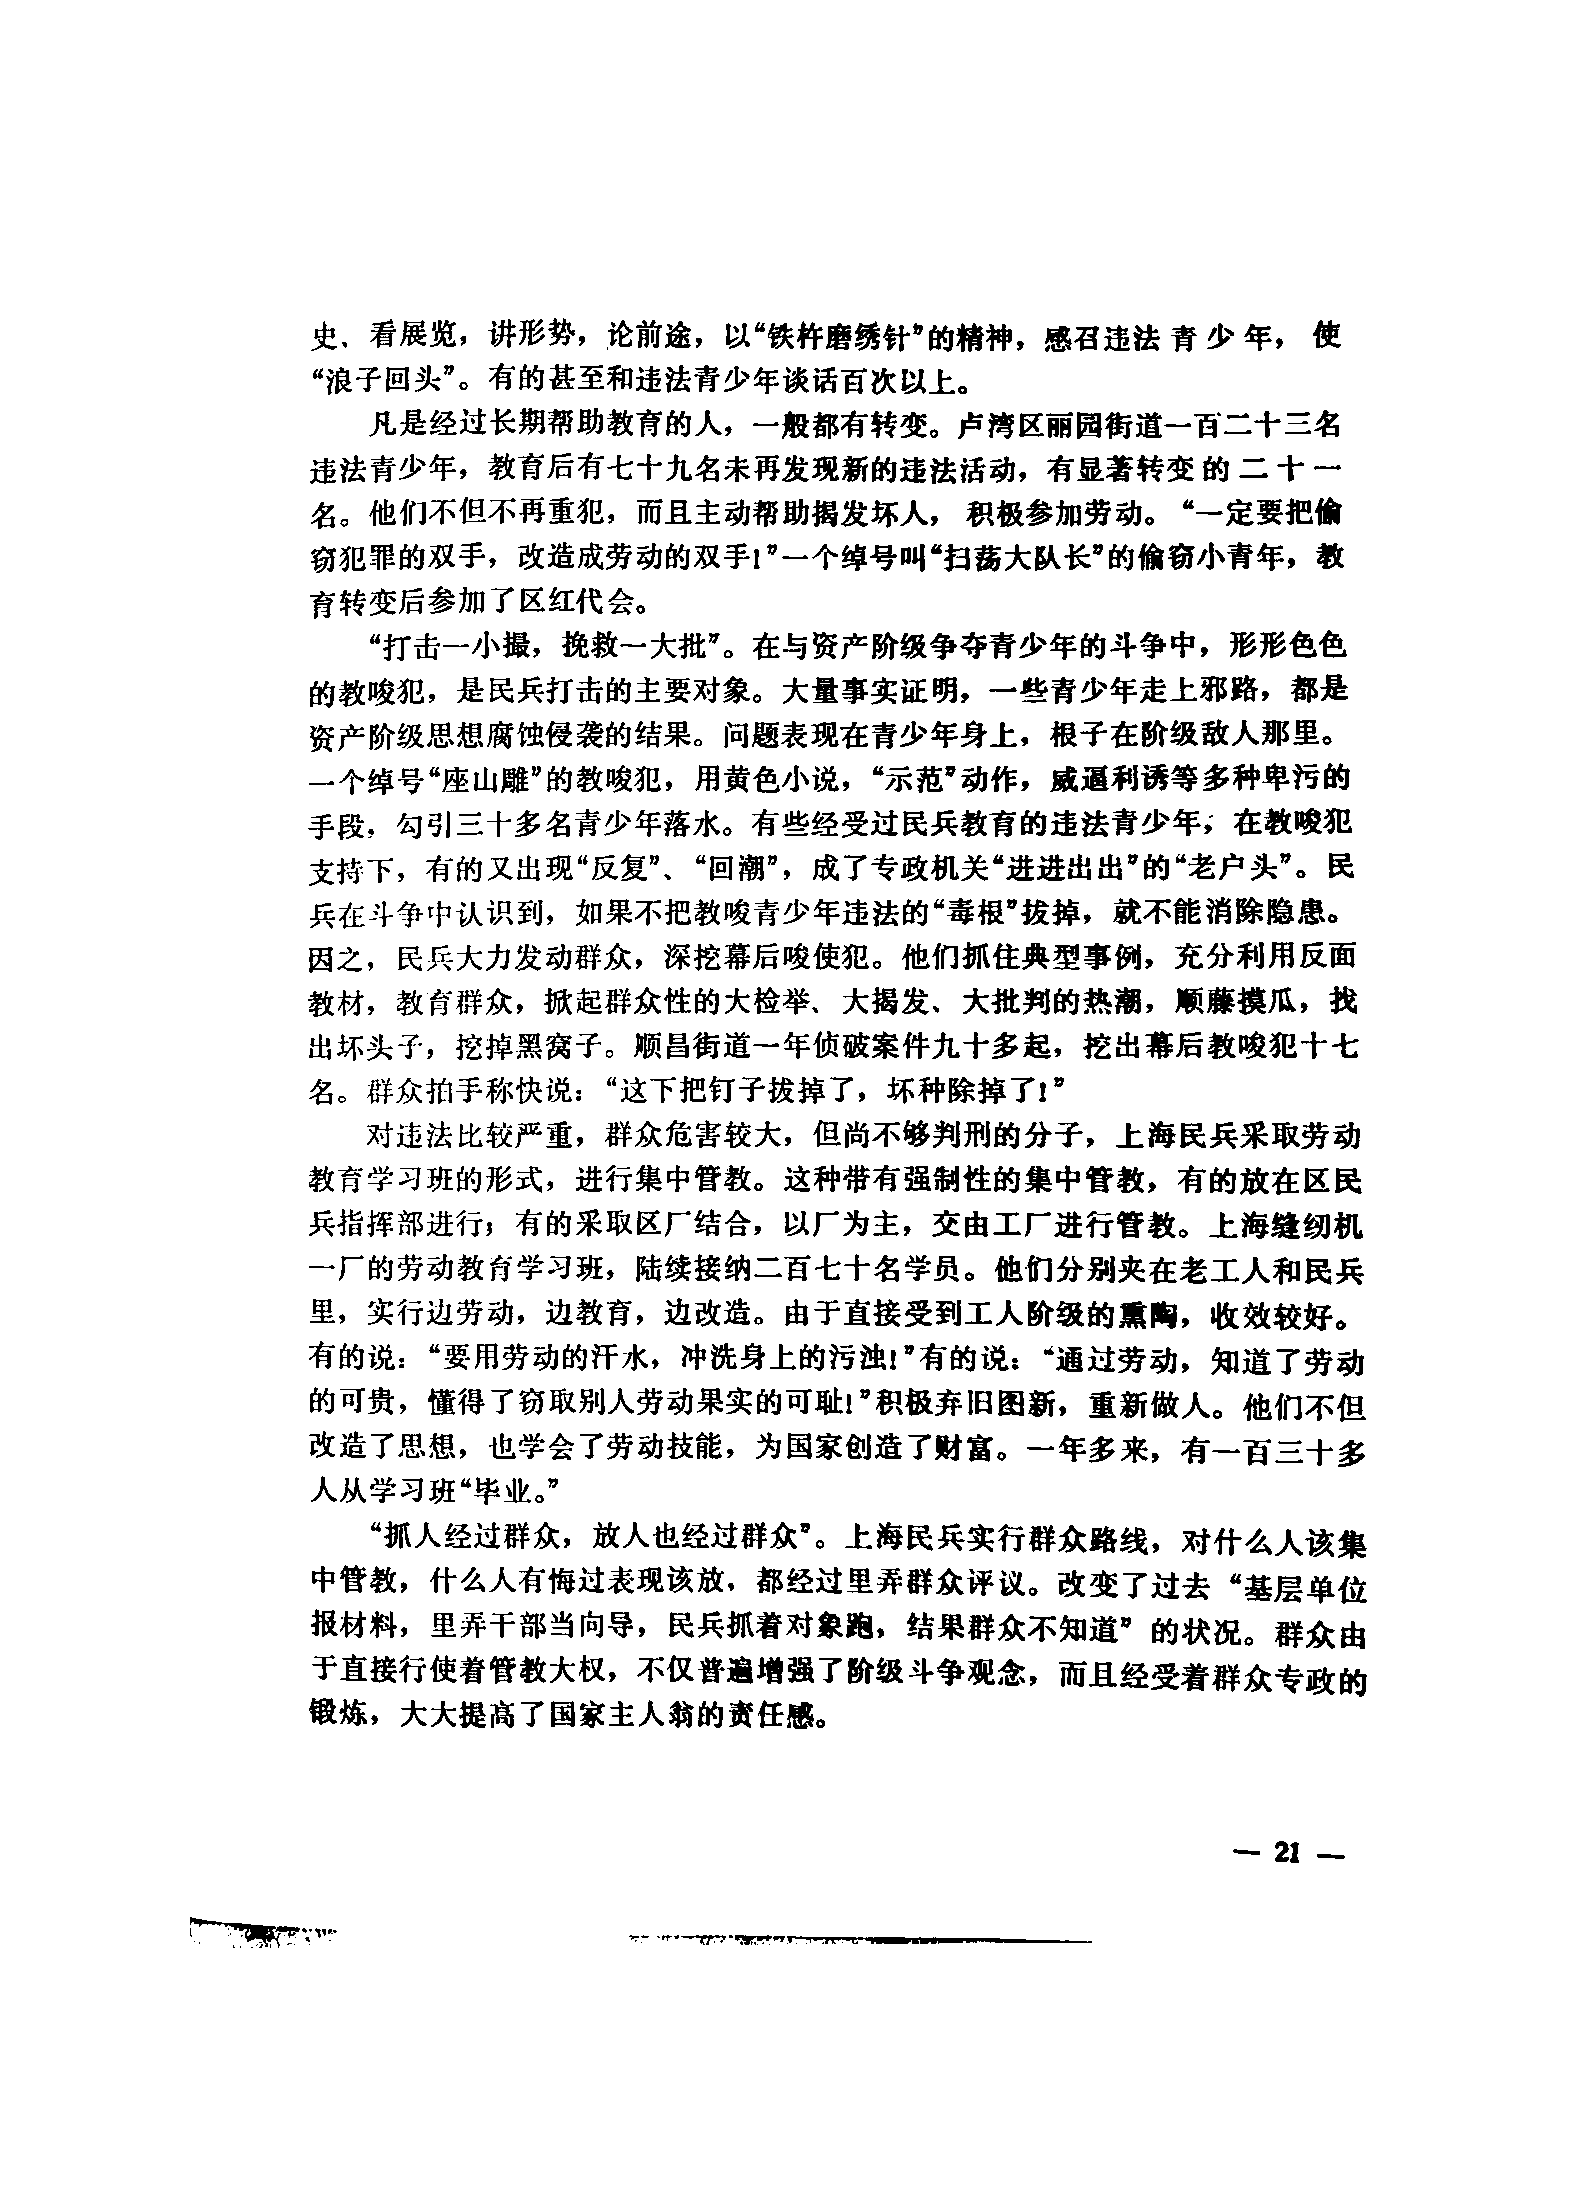 史、看展览，讲形势，论前途，以“铁杵磨绣针”的精神，感召违法青少年，使
“浪子回头”。有的甚至和违法青少年谈话百次以上。
凡是经过长期帮助教育的人，一般都有转变。卢湾区丽园街道一百二十三名
违法青少年，教育后有七十九名未再发现新的违法活动，有显著转变的二十一
名。他们不但不再重犯，而且主动帮助揭发坏人，积极参加劳动。“一定要把偷
窃犯罪的双手，改造成劳动的双手！”一个绰号叫“扫荡大队长”的偷窃小青年，教
育转变后参加了区红代会。
“打击一小撮，挽救一大批”。在与资产阶级争夺青少年的斗争中，形形色色
的教唆犯，是民兵打击的主要对象。大量事实证明，一些青少年走上邪路，都是
资产阶级思想腐蚀侵袭的结果。问题表现在青少年身上，根子在阶级敌人那里。
一个绰号“座山雕”的教唆犯，用黄色小说，“示范”动作，威逼利诱等多种卑污的
手段，勾引三十多名青少年落水。有些经受过民兵教育的违法青少年，在教唆犯
支持下，有的又出现“反复”、“回潮”，成了专政机关“进进出出”的“老户头”。民
兵在斗争中认识到，如果不把教唆青少年违法的“毒根”拔掉，就不能消除隐患。
因之，民兵大力发动群众，深挖幕后唆使犯。他们抓住典型事例，充分利用反面
教材，教育群众，掀起群众性的大检举、大揭发、大批判的热潮，顺藤摸瓜，找
出坏头子，挖掉黑窝子。顺昌街道一年侦破案件九十多起，挖出幕后教唆犯十七
名。群众拍手称快说：“这下把钉子拔掉了，坏种除掉了！”
对违法比较严重，群众危害较大，但尚不够判刑的分子，上海民兵采取劳动
教育学习班的形式，进行集中管教。这种带有强制性的集中管教，有的放在区民
兵指挥部进行；有的采取区厂结合，以厂为主，交由工厂进行管教。上海缝纫机
一厂的劳动教育学习班，陆续接纳二百七十名学员。他们分别夹在老工人和民兵
里，实行边劳动，边教育，边改造。由于直接受到工人阶级的熏陶，收效较好。
有的说：“要用劳动的汗水，冲洗身上的污浊！”有的说：“通过劳动，知道了劳动
的可贵，懂得了窃取别人劳动果实的可耻！”积极弃旧图新，重新做人。他们不但
改造了思想，也学会了劳动技能，为国家创造了财富。一年多来，有一百三十多
人从学习班“毕业。”
“抓人经过群众，放人也经过群众”。上海民兵实行群众路线，对什么人该集
中管教，什么人有悔过表现该放，都经过里弄群众评议。改变了过去“基层单位
报材料，里弄干部当向导，民兵抓着对象跑，结果群众不知道”的状况。群众由
于直接行使着管教大权，不仅普遍增强了阶级斗争观念，而且经受着群众专政的
锻炼，大大提高了国家主人翁的责任感。
— 21 —